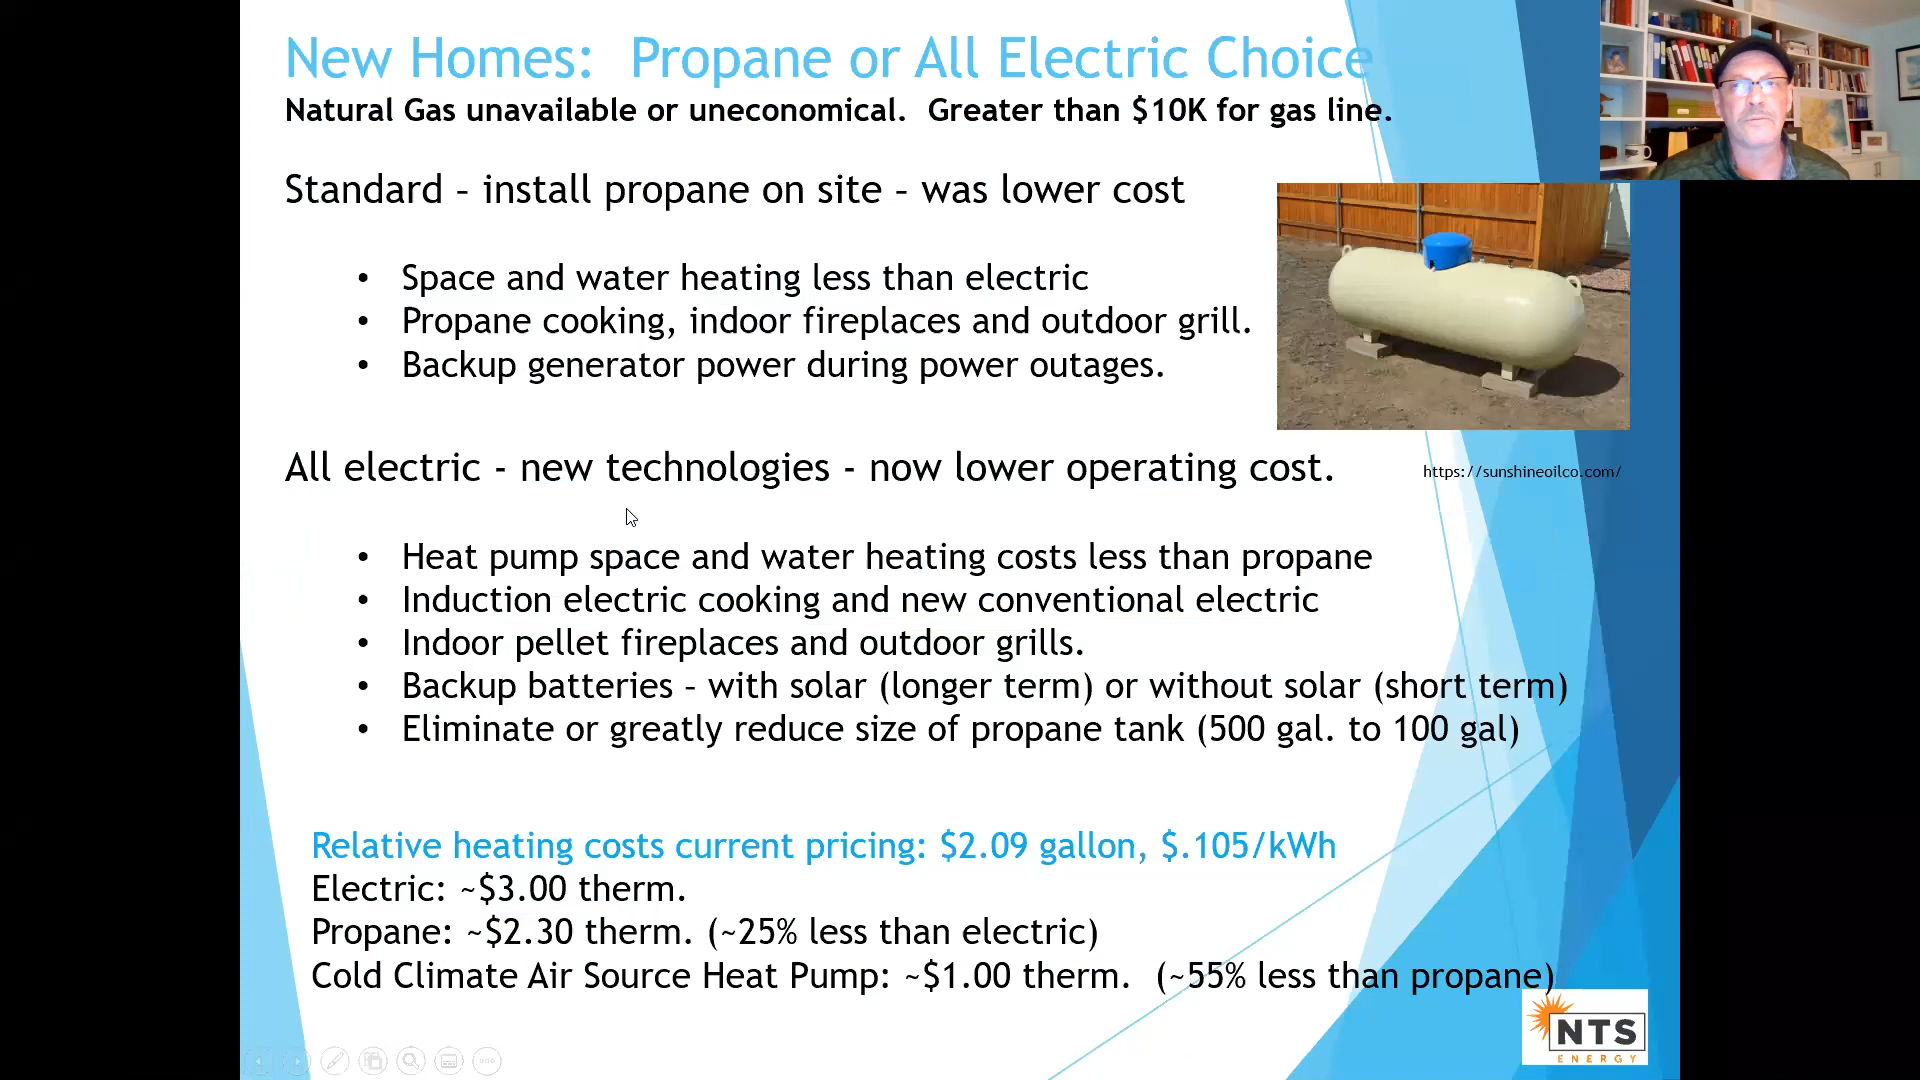 New Homes:  Propane or All Electric Choice
Natural Gas unavailable or uneconomical.  Greater than $10K for gas line.
Standard – install propane on site – was lower cost
• Space and water heating less than electric
• Propane cooking, indoor fireplaces and outdoor grill.
• Backup generator power during power outages.
All electric - new technologies - now lower operating cost.
https://sunshineoilco.com/
• Heat pump space and water heating costs less than propane
• Induction electric cooking and new conventional electric
• Indoor pellet fireplaces and outdoor grills.
• Backup batteries – with solar (longer term) or without solar (short term)
• Eliminate or greatly reduce size of propane tank (500 gal. to 100 gal)
Relative heating costs current pricing: $2.09 gallon, $.105/kWh
Electric: ~$3.00 therm.
Propane: ~$2.30 therm. (~25% less than electric)
Cold Climate Air Source Heat Pump: ~$1.00 therm.  (~55% less than propane)
NTS
ENERGY